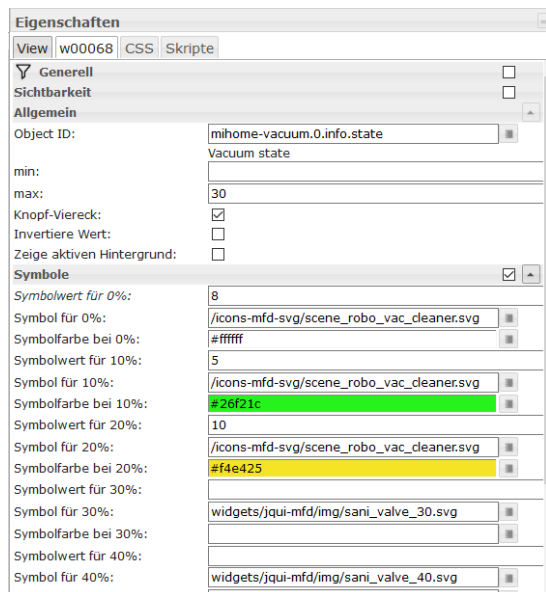 Eigenschaften
View w00068 CSS Skripte
Generell
Sichtbarkeit
Allgemein
Object ID: mihome-vacuum.0.info.state
Vacuum state
min:
max: 30
Knopf-Viereck:
Invertiere Wert:
Zeige aktiven Hintergrund:
Symbole
Symbolwert für 0%: 8
Symbol für 0%: /icons-mfd-svg/scene_robo_vac_cleaner.svg
Symbolfarbe bei 0%: #ffffff
Symbolwert für 10%: 5
Symbol für 10%: /icons-mfd-svg/scene_robo_vac_cleaner.svg
Symbolfarbe bei 10%: #26f21c
Symbolwert für 20%: 10
Symbol für 20%: /icons-mfd-svg/scene_robo_vac_cleaner.svg
Symbolfarbe bei 20%: #f4e425
Symbolwert für 30%:
Symbol für 30%: widgets/jqui-mfd/img/sani_valve_30.svg
Symbolfarbe bei 30%:
Symbolwert für 40%:
Symbol für 40%: widgets/jqui-mfd/img/sani_valve_40.svg